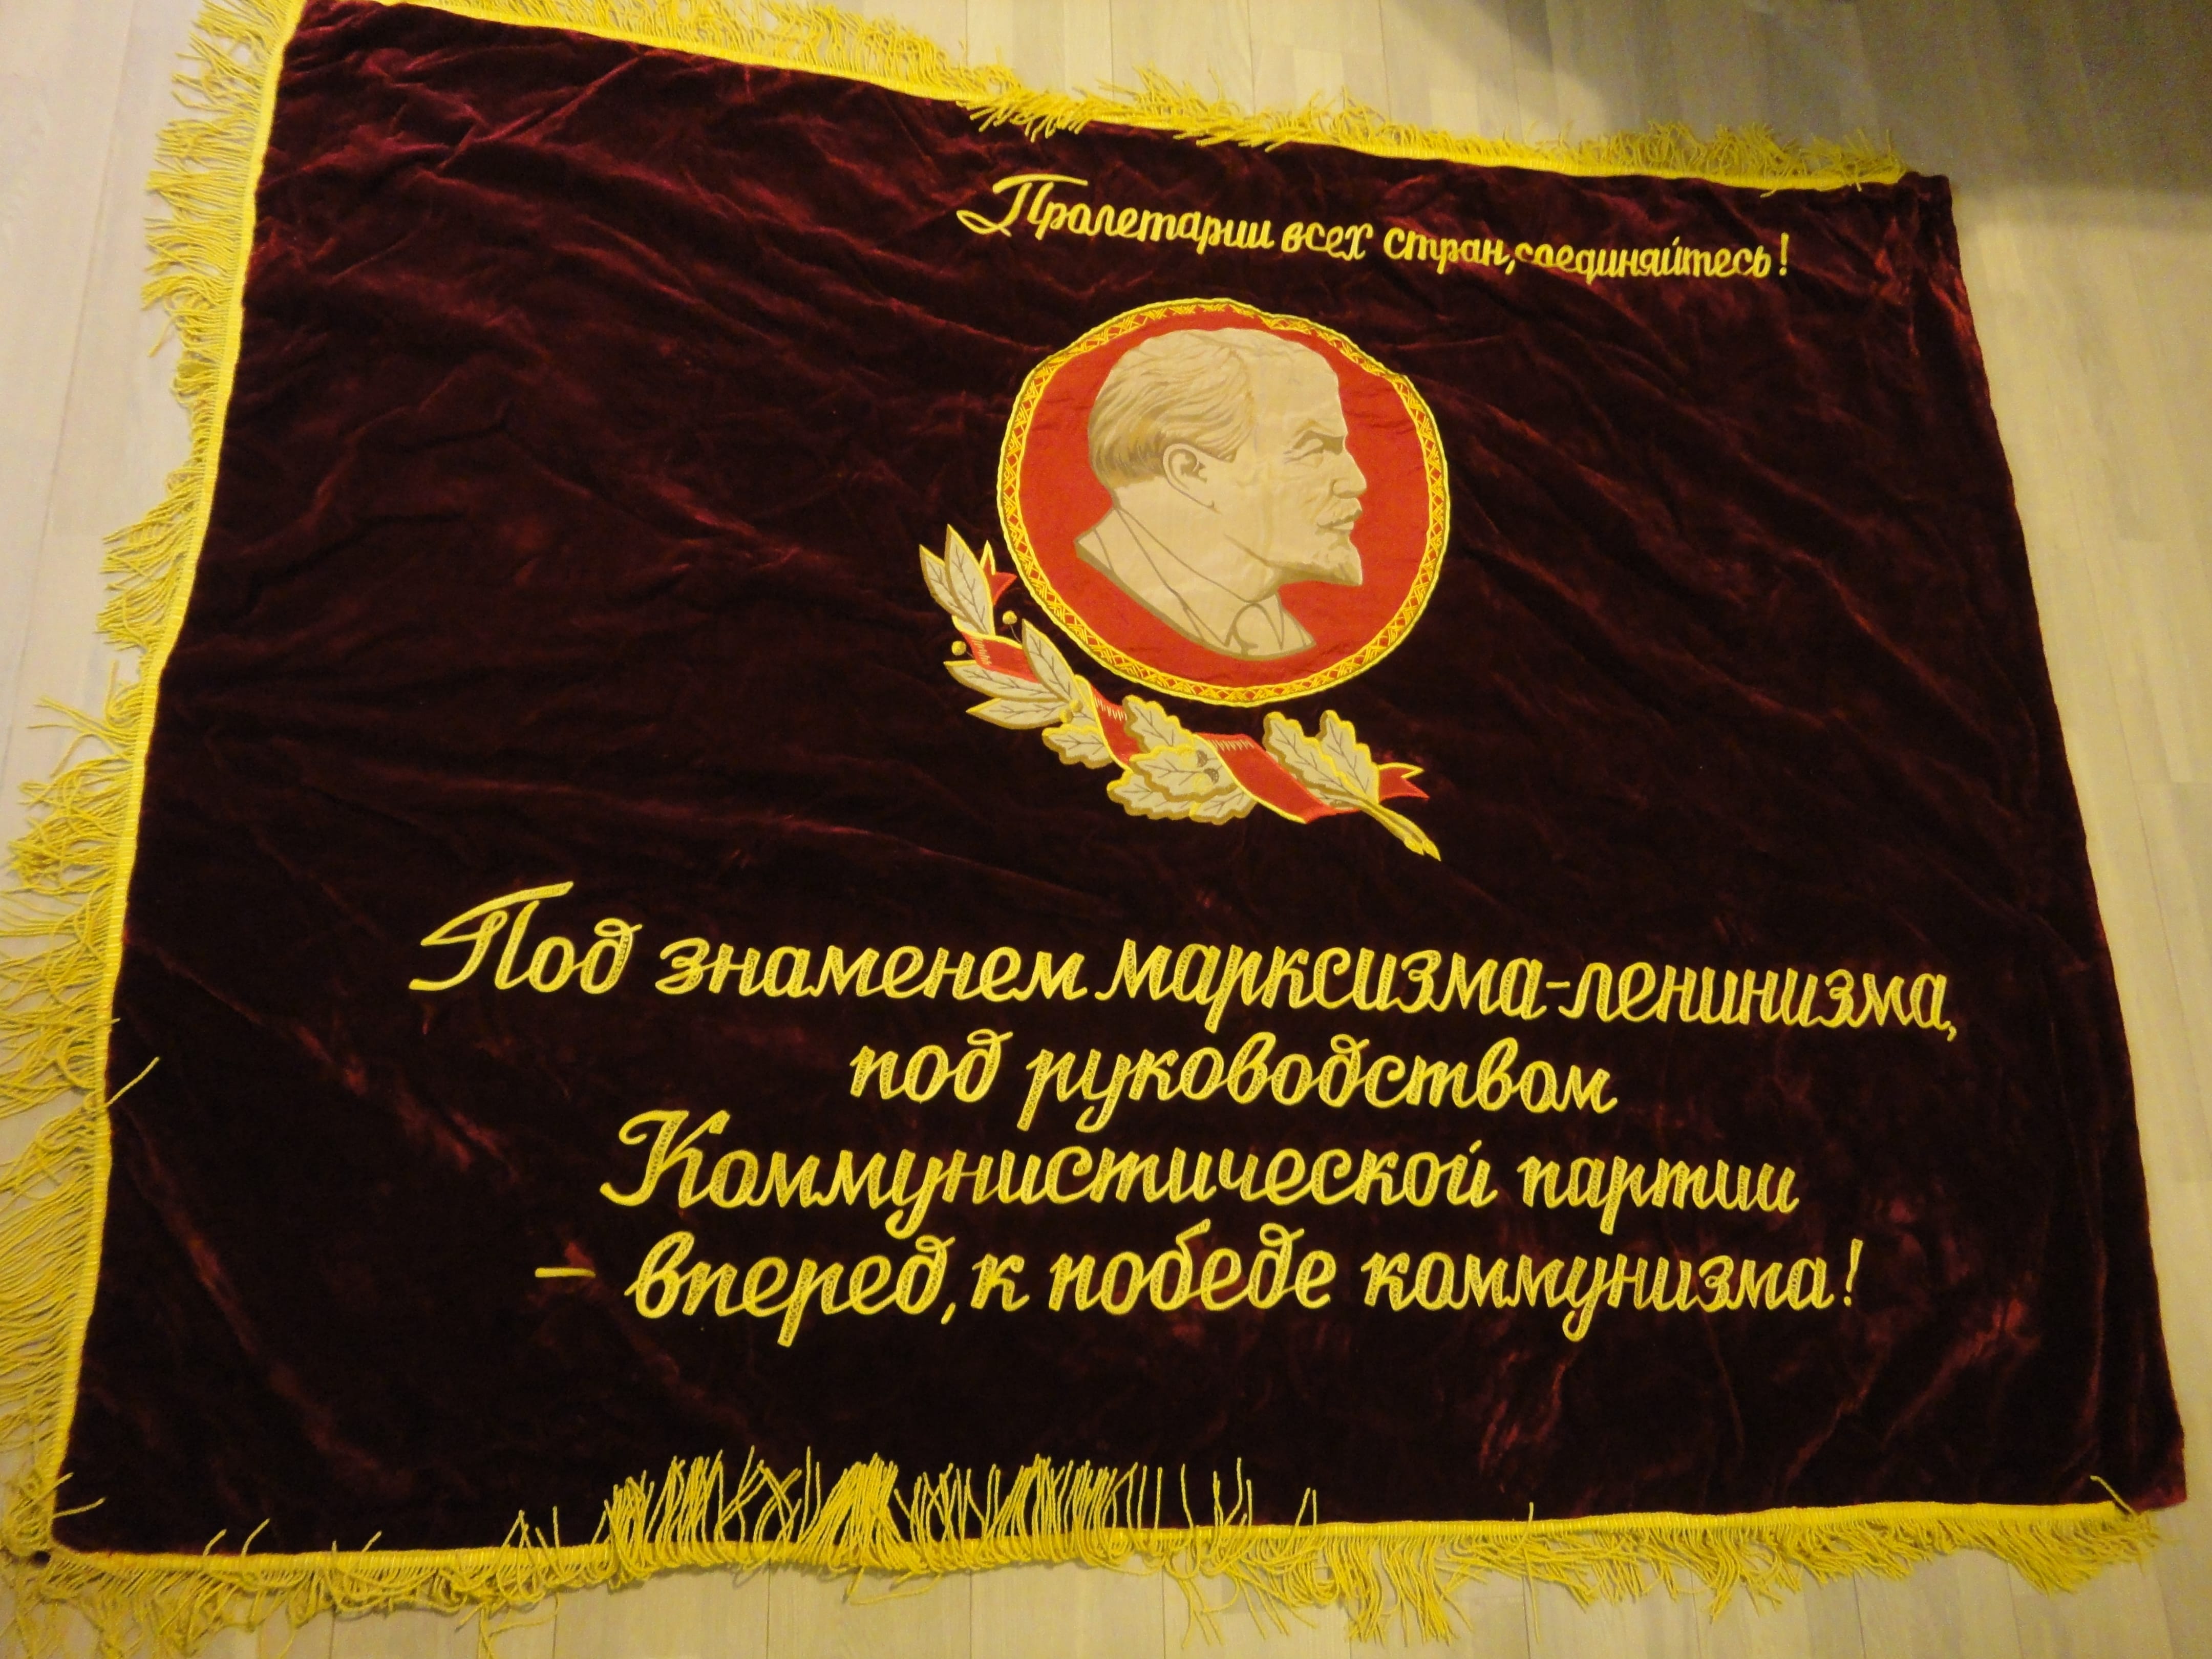 Пролетарии всех стран, соединяйтесь!
Под знаменем марксизма-ленинизма,
под руководством
Коммунистической партии
– вперед, к победе коммунизма!